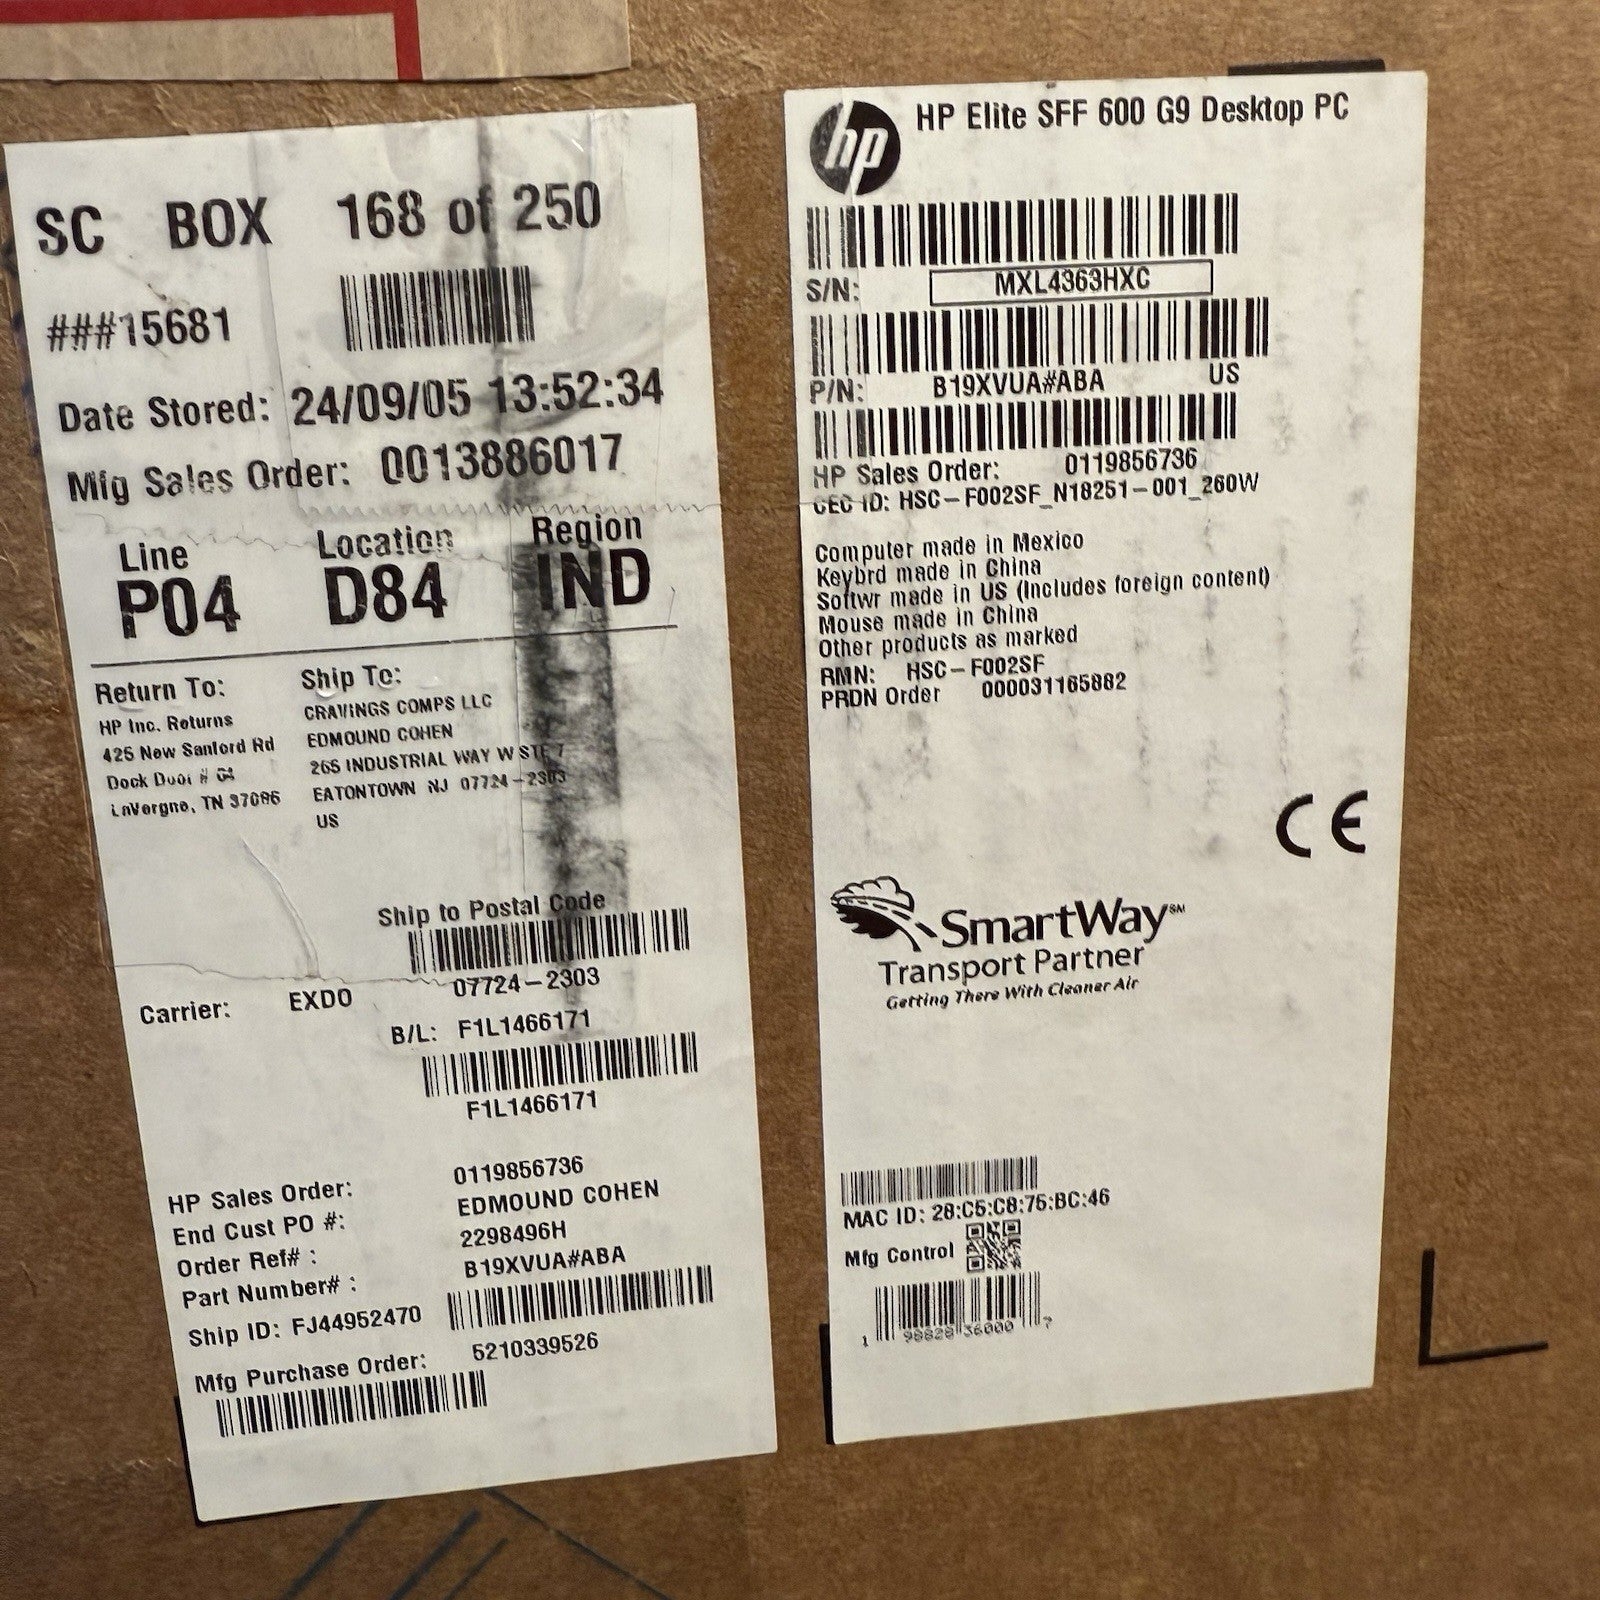 SC BOX 168 of 250
###15681
Date Stored: 24/09/05 13:52:34
Mfg Sales Order: 0013886017
Line Location Region
P04 D84 IND
Return To:
HP Inc. Returns
425 New Sanford Rd
Dock Door # 04
LaVergne, TN 37086
Ship To:
CRAVINGS COMPS LLC
EDMOUND COHEN
265 INDUSTRIAL WAY W STE 7
EATONTOWN NJ 07724-2303
US
Ship to Postal Code
07724-2303
Carrier: EXDO
B/L: F1L1466171
F1L1466171
HP Sales Order: 0119856736
End Cust PO #: EDMOUND COHEN
Order Ref# : 2298496H
Part Number# : B19XVUA#ABA
Ship ID: FJ44952470
Mfg Purchase Order: 5210339526
hp
HP Elite SFF 600 G9 Desktop PC
S/N: MXL4363HXC
P/N: B19XVUA#ABA US
HP Sales Order: 0119856736
CEC ID: HSC-F002SF_N18251-001_260W
Computer made in Mexico
Keybrd made in China
Softwr made in US (Includes foreign content)
Mouse made in China
Other products as marked
RMN: HSC-F002SF
PRDN Order 000031165882
CE
SmartWay℠
Transport Partner
Getting There With Cleaner Air
MAC ID: 28:C5:C8:75:BC:46
Mfg Control
1 98828 36000 7